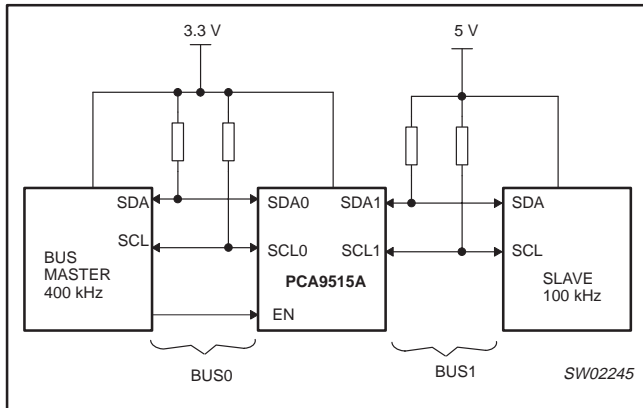 3.3 V
5 V
SDA
SDA0
SDA1
SDA
SCL
SCL0
SCL1
SCL
BUS
MASTER
400 kHz
PCA9515A
SLAVE
100 kHz
EN
BUS0
BUS1
SW02245